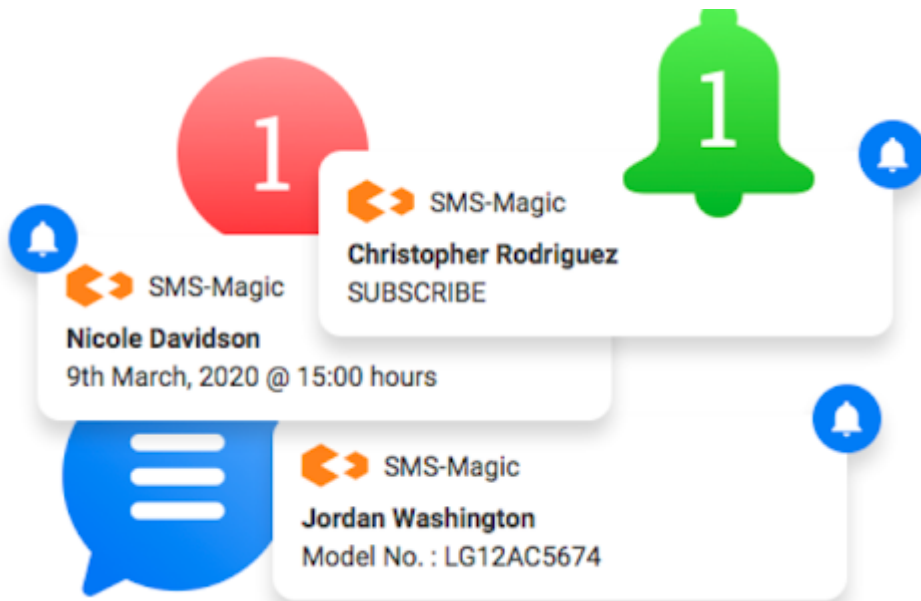 1
1
SMS-Magic
Christopher Rodriguez
SUBSCRIBE
SMS-Magic
Nicole Davidson
9th March, 2020 @ 15:00 hours
SMS-Magic
Jordan Washington
Model No. : LG12AC5674